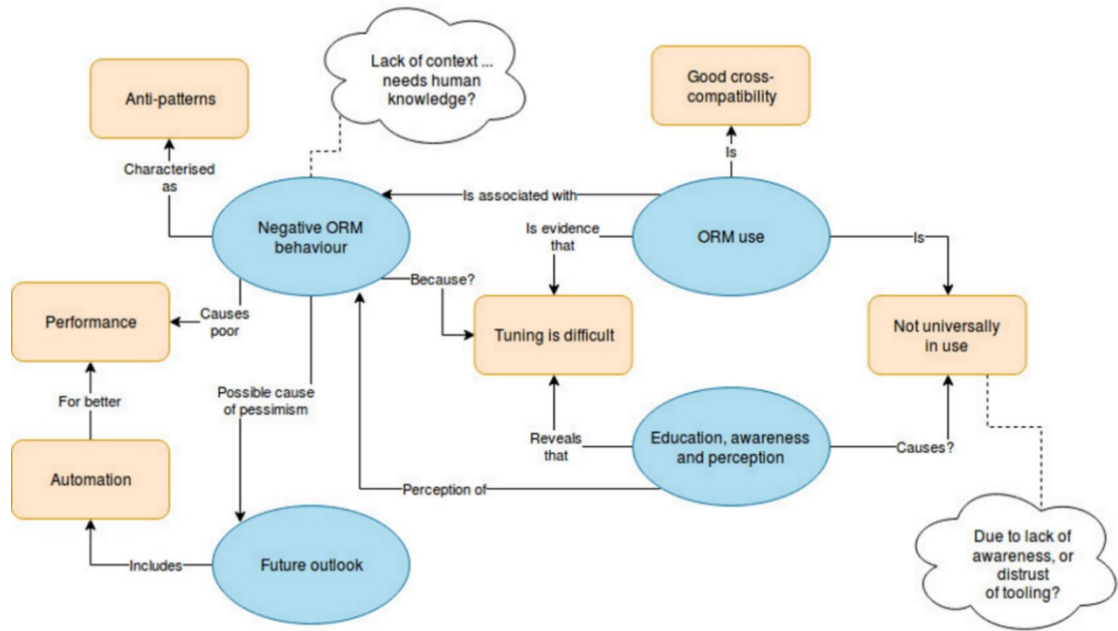 Lack of context ...
needs human
knowledge?
Good cross-
compatibility
Anti-patterns
Is
Characterised
as
Is associated with
Negative ORM
behaviour
Is evidence
that
ORM use
Is
Because?
Performance
Causes
poor
Tuning is difficult
Not universally
in use
For better
Possible cause
of pessimism
Reveals
that
Education, awareness
and perception
Causes?
Automation
Perception of
Due to lack of
awareness, or
distrust
of tooling?
Includes
Future outlook